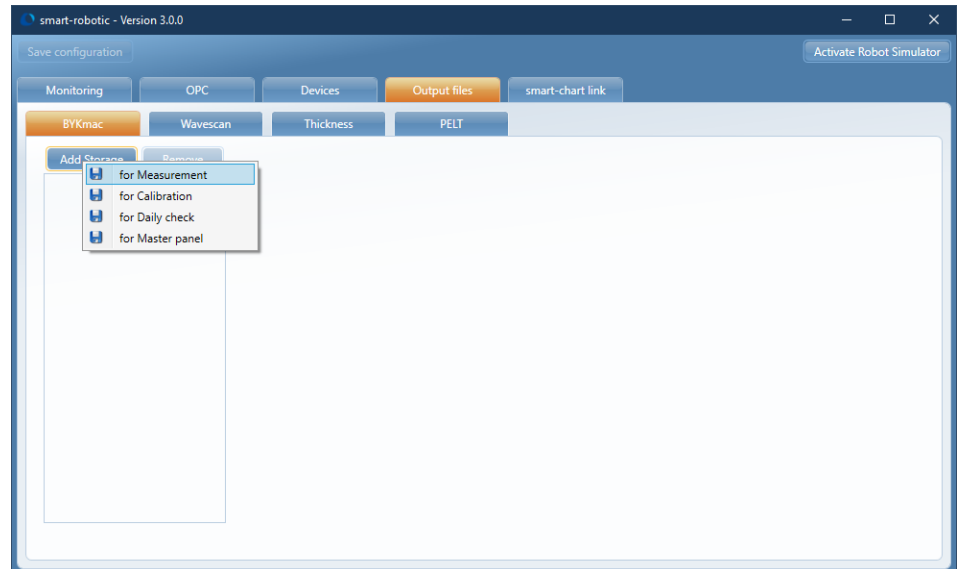 smart-robotic - Version 3.0.0
Save configuration
Activate Robot Simulator
Monitoring OPC Devices Output files smart-chart link
BYKmac Wavescan Thickness PELT
Add Storage Remove
for Measurement
for Calibration
for Daily check
for Master panel